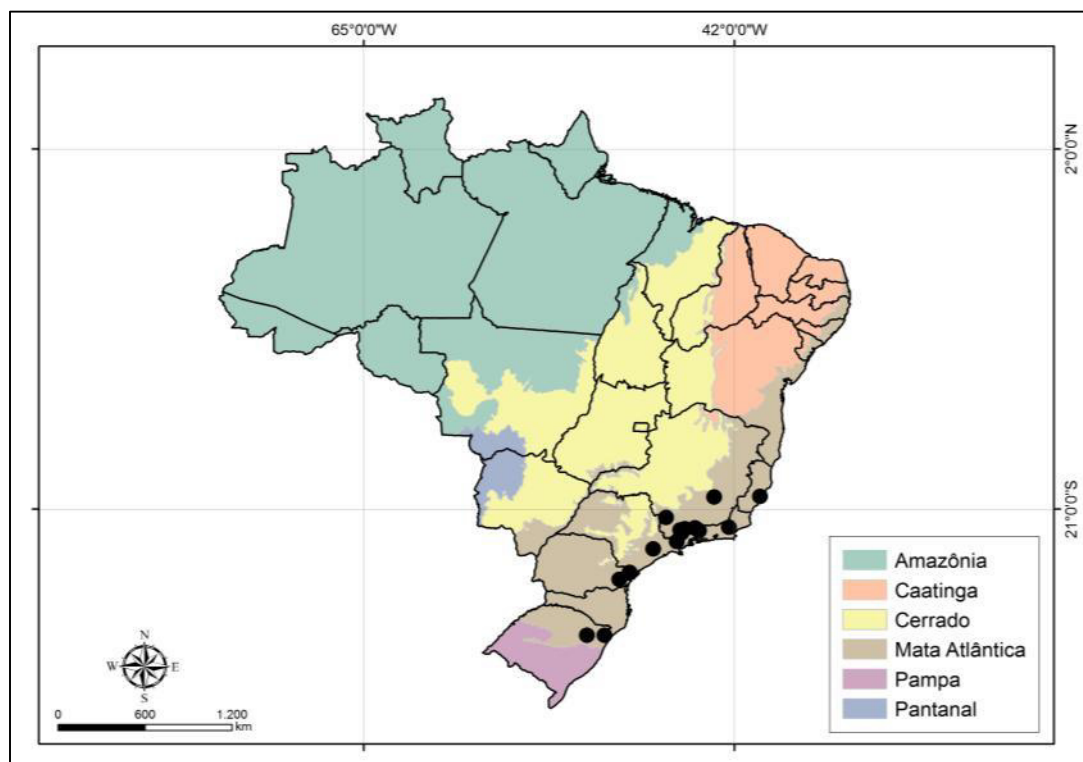 65°0'0"W
42°0'0"W
2°0'0"N
21°0'0"S
Amazônia
Caatinga
Cerrado
Mata Atlântica
Pampa
Pantanal
N
W
E
S
0
600
1.200
km